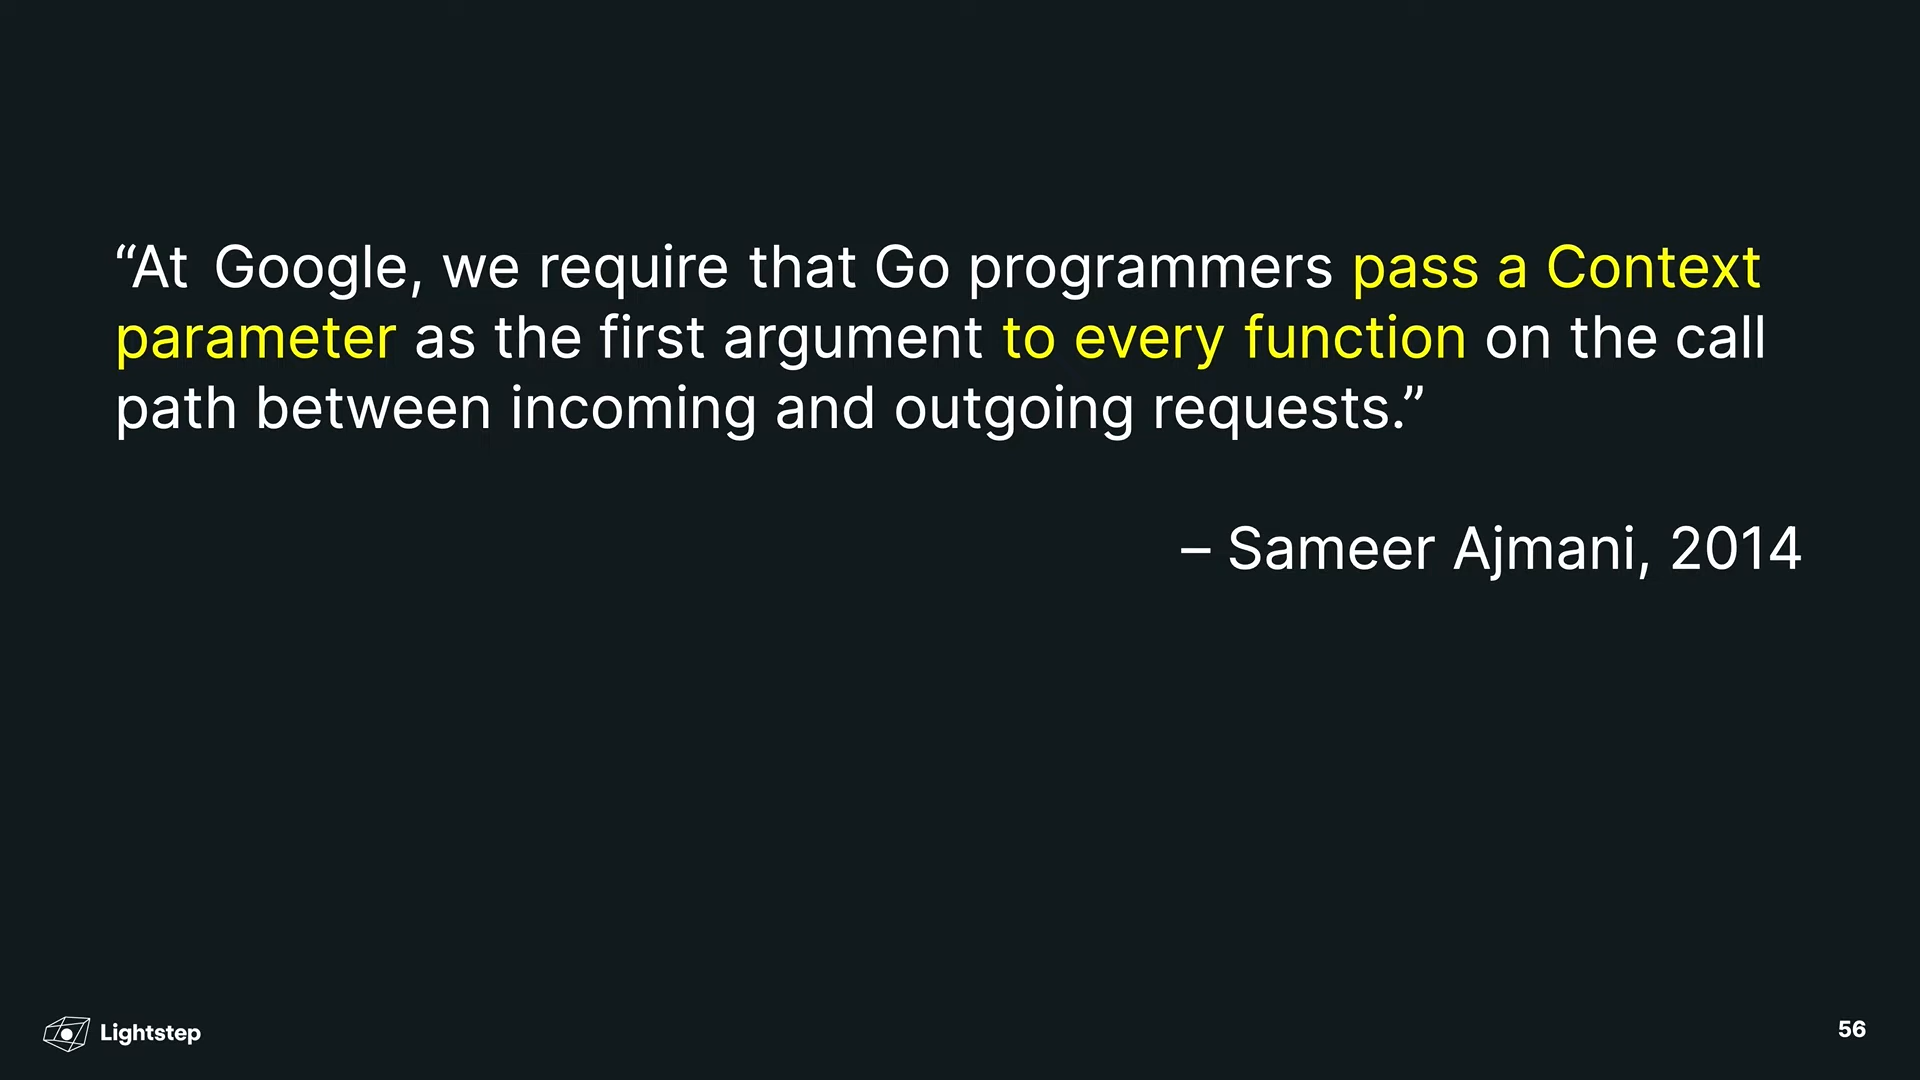 “At Google, we require that Go programmers pass a Context
parameter as the first argument to every function on the call
path between incoming and outgoing requests.”
– Sameer Ajmani, 2014
Lightstep
56